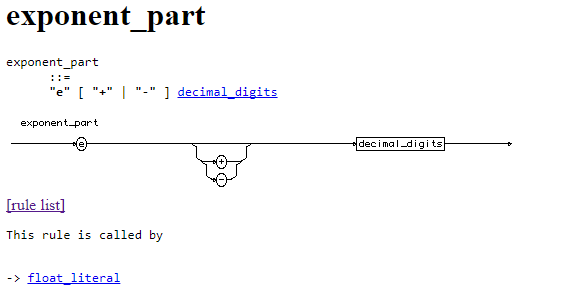 exponent_part
exponent_part
::=
"e" [ "+" | "-" ] decimal_digits
exponent_part
e
decimal_digits
+
-
[rule list]
This rule is called by
-> float_literal